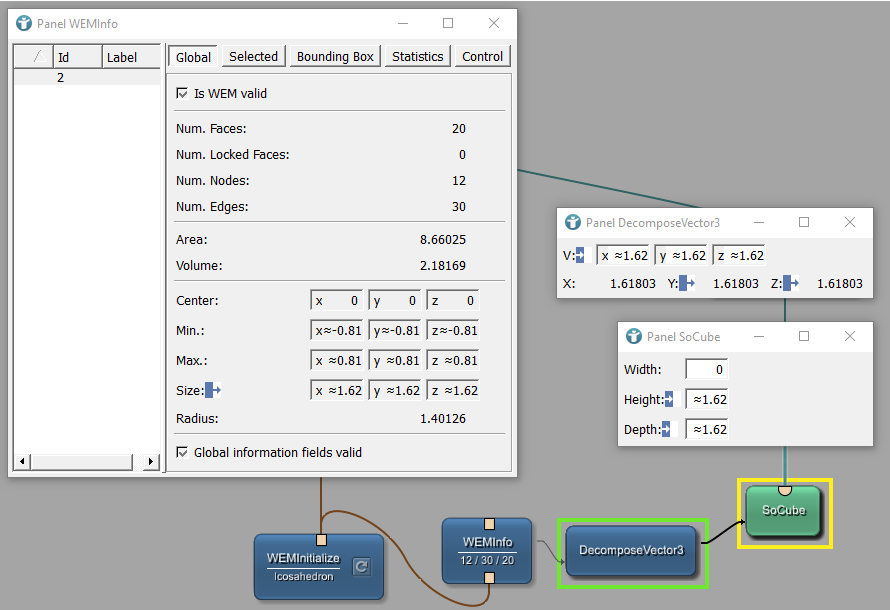 Panel WEMInfo
Id Label
2
Global Selected Bounding Box Statistics Control
Is WEM valid
Num. Faces: 20
Num. Locked Faces: 0
Num. Nodes: 12
Num. Edges: 30
Area: 8.66025
Volume: 2.18169
Center: x 0 y 0 z 0
Min.: x≈-0.81 y≈-0.81 z≈-0.81
Max.: x ≈0.81 y ≈0.81 z ≈0.81
Size: x ≈1.62 y ≈1.62 z ≈1.62
Radius: 1.40126
Global information fields valid
Panel DecomposeVector3
V: x ≈1.62 y ≈1.62 z ≈1.62
X: 1.61803 Y: 1.61803 Z: 1.61803
Panel SoCube
Width: 0
Height: ≈1.62
Depth: ≈1.62
SoCube
WEMInfo
12 / 30 / 20
DecomposeVector3
WEMInitialize
Icosahedron